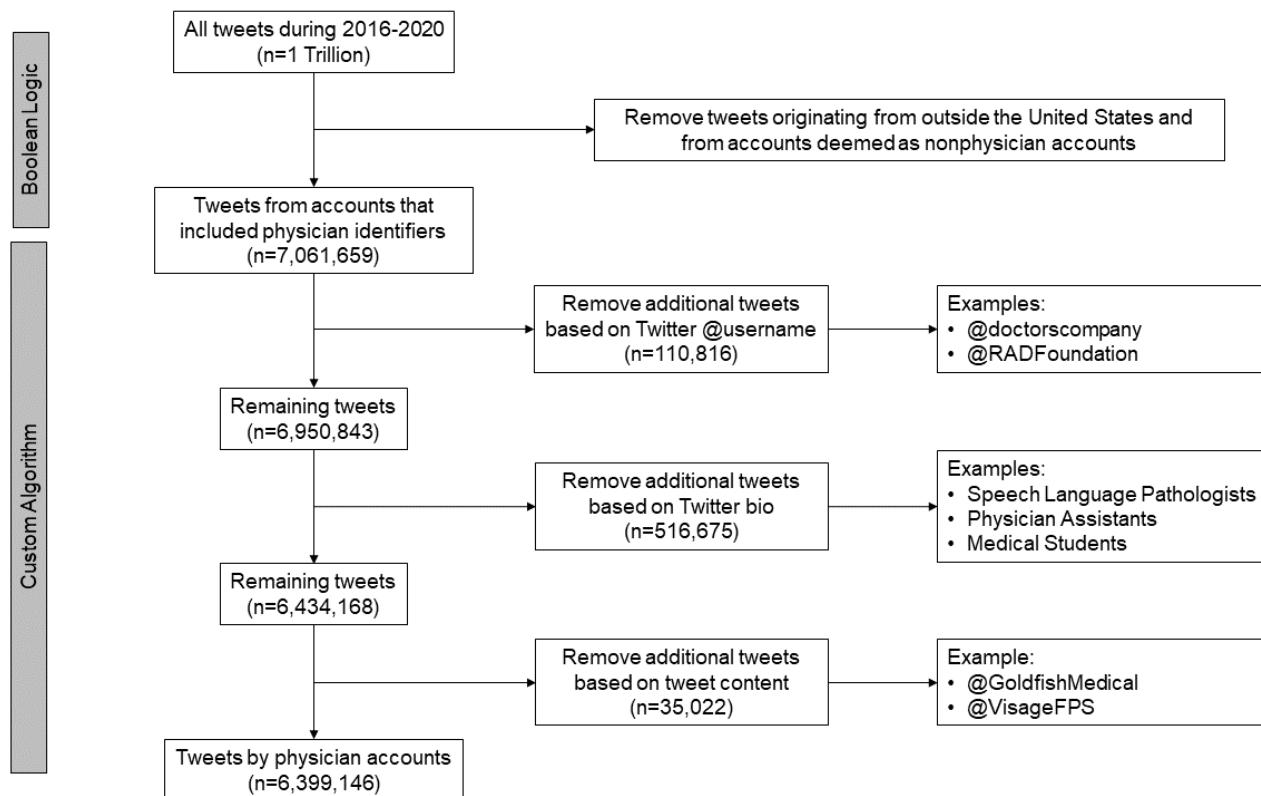 Boolean Logic
All tweets during 2016-2020
(n=1 Trillion)
Remove tweets originating from outside the United States and
from accounts deemed as nonphysician accounts
Tweets from accounts that
included physician identifiers
(n=7,061,659)
Custom Algorithm
Remove additional tweets
based on Twitter @username
(n=110,816)
Examples:
• @doctorscompany
• @RADFoundation
Remaining tweets
(n=6,950,843)
Remove additional tweets
based on Twitter bio
(n=516,675)
Examples:
• Speech Language Pathologists
• Physician Assistants
• Medical Students
Remaining tweets
(n=6,434,168)
Remove additional tweets
based on tweet content
(n=35,022)
Example:
• @GoldfishMedical
• @VisageFPS
Tweets by physician accounts
(n=6,399,146)